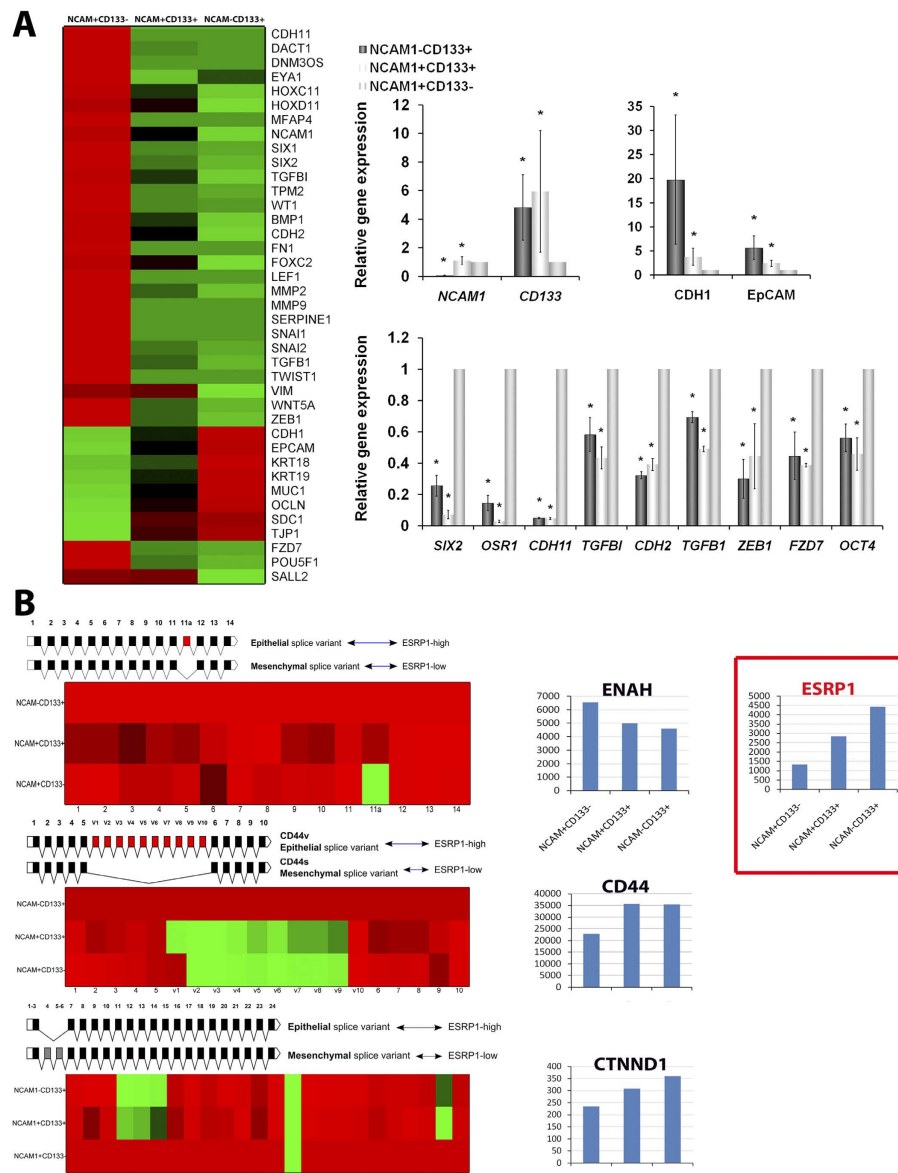 A
NCAM+CD133- NCAM+CD133+ NCAM-CD133+
CDH11
DACT1
DNM3OS
EYA1
HOXC11
HOXD11
MFAP4
NCAM1
SIX1
SIX2
TGFBI
TPM2
WT1
BMP1
CDH2
FN1
FOXC2
LEF1
MMP2
MMP9
SERPINE1
SNAI1
SNAI2
TGFB1
TWIST1
VIM
WNT5A
ZEB1
CDH1
EPCAM
KRT18
KRT19
MUC1
OCLN
SDC1
TJP1
FZD7
POU5F1
SALL2
NCAM1-CD133+
NCAM1+CD133+
NCAM1+CD133-
Relative gene expression
12
10
8
6
4
2
0
* * * *
NCAM1 CD133
35
30
25
20
15
10
5
0
* * * *
CDH1 EpCAM
Relative gene expression
1.2
1
0.8
0.6
0.4
0.2
0
* * * * * * * * * * * * * * * * * *
SIX2 OSR1 CDH11 TGFBI CDH2 TGFB1 ZEB1 FZD7 OCT4
B
1 2 3 4 5 6 7 8 9 10 11 11a 12 13 14
Epithelial splice variant ESRP1-high
Mesenchymal splice variant ESRP1-low
NCAM-CD133+
NCAM+CD133+
NCAM+CD133-
1 2 3 4 5 6 7 8 9 10 11 11a 12 13 14
ENAH
7000
6000
5000
4000
3000
2000
1000
0
NCAM+CD133- NCAM+CD133+ NCAM-CD133+
ESRP1
5000
4500
4000
3500
3000
2500
2000
1500
1000
500
0
NCAM+CD133- NCAM+CD133+ NCAM-CD133+
1 2 3 4 5 V1 V2 V3 V4 V5 V6 V7 V8 V9 V10 6 7 8 9 10
CD44v
Epithelial splice variant ESRP1-high
CD44s
Mesenchymal splice variant ESRP1-low
NCAM-CD133+
NCAM+CD133+
NCAM+CD133-
1 2 3 4 5 v1 v2 v3 v4 v5 v6 v7 v8 v9 v10 6 7 8 9 10
CD44
40000
35000
30000
25000
20000
15000
10000
5000
0
1-3 4 5-6 7 8 9 10 11 12 13 14 15 16 17 18 19 20 21 22 23 24
Epithelial splice variant ESRP1-high
Mesenchymal splice variant ESRP1-low
NCAM1-CD133+
NCAM1+CD133+
NCAM1+CD133-
CTNND1
400
350
300
250
200
150
100
50
0